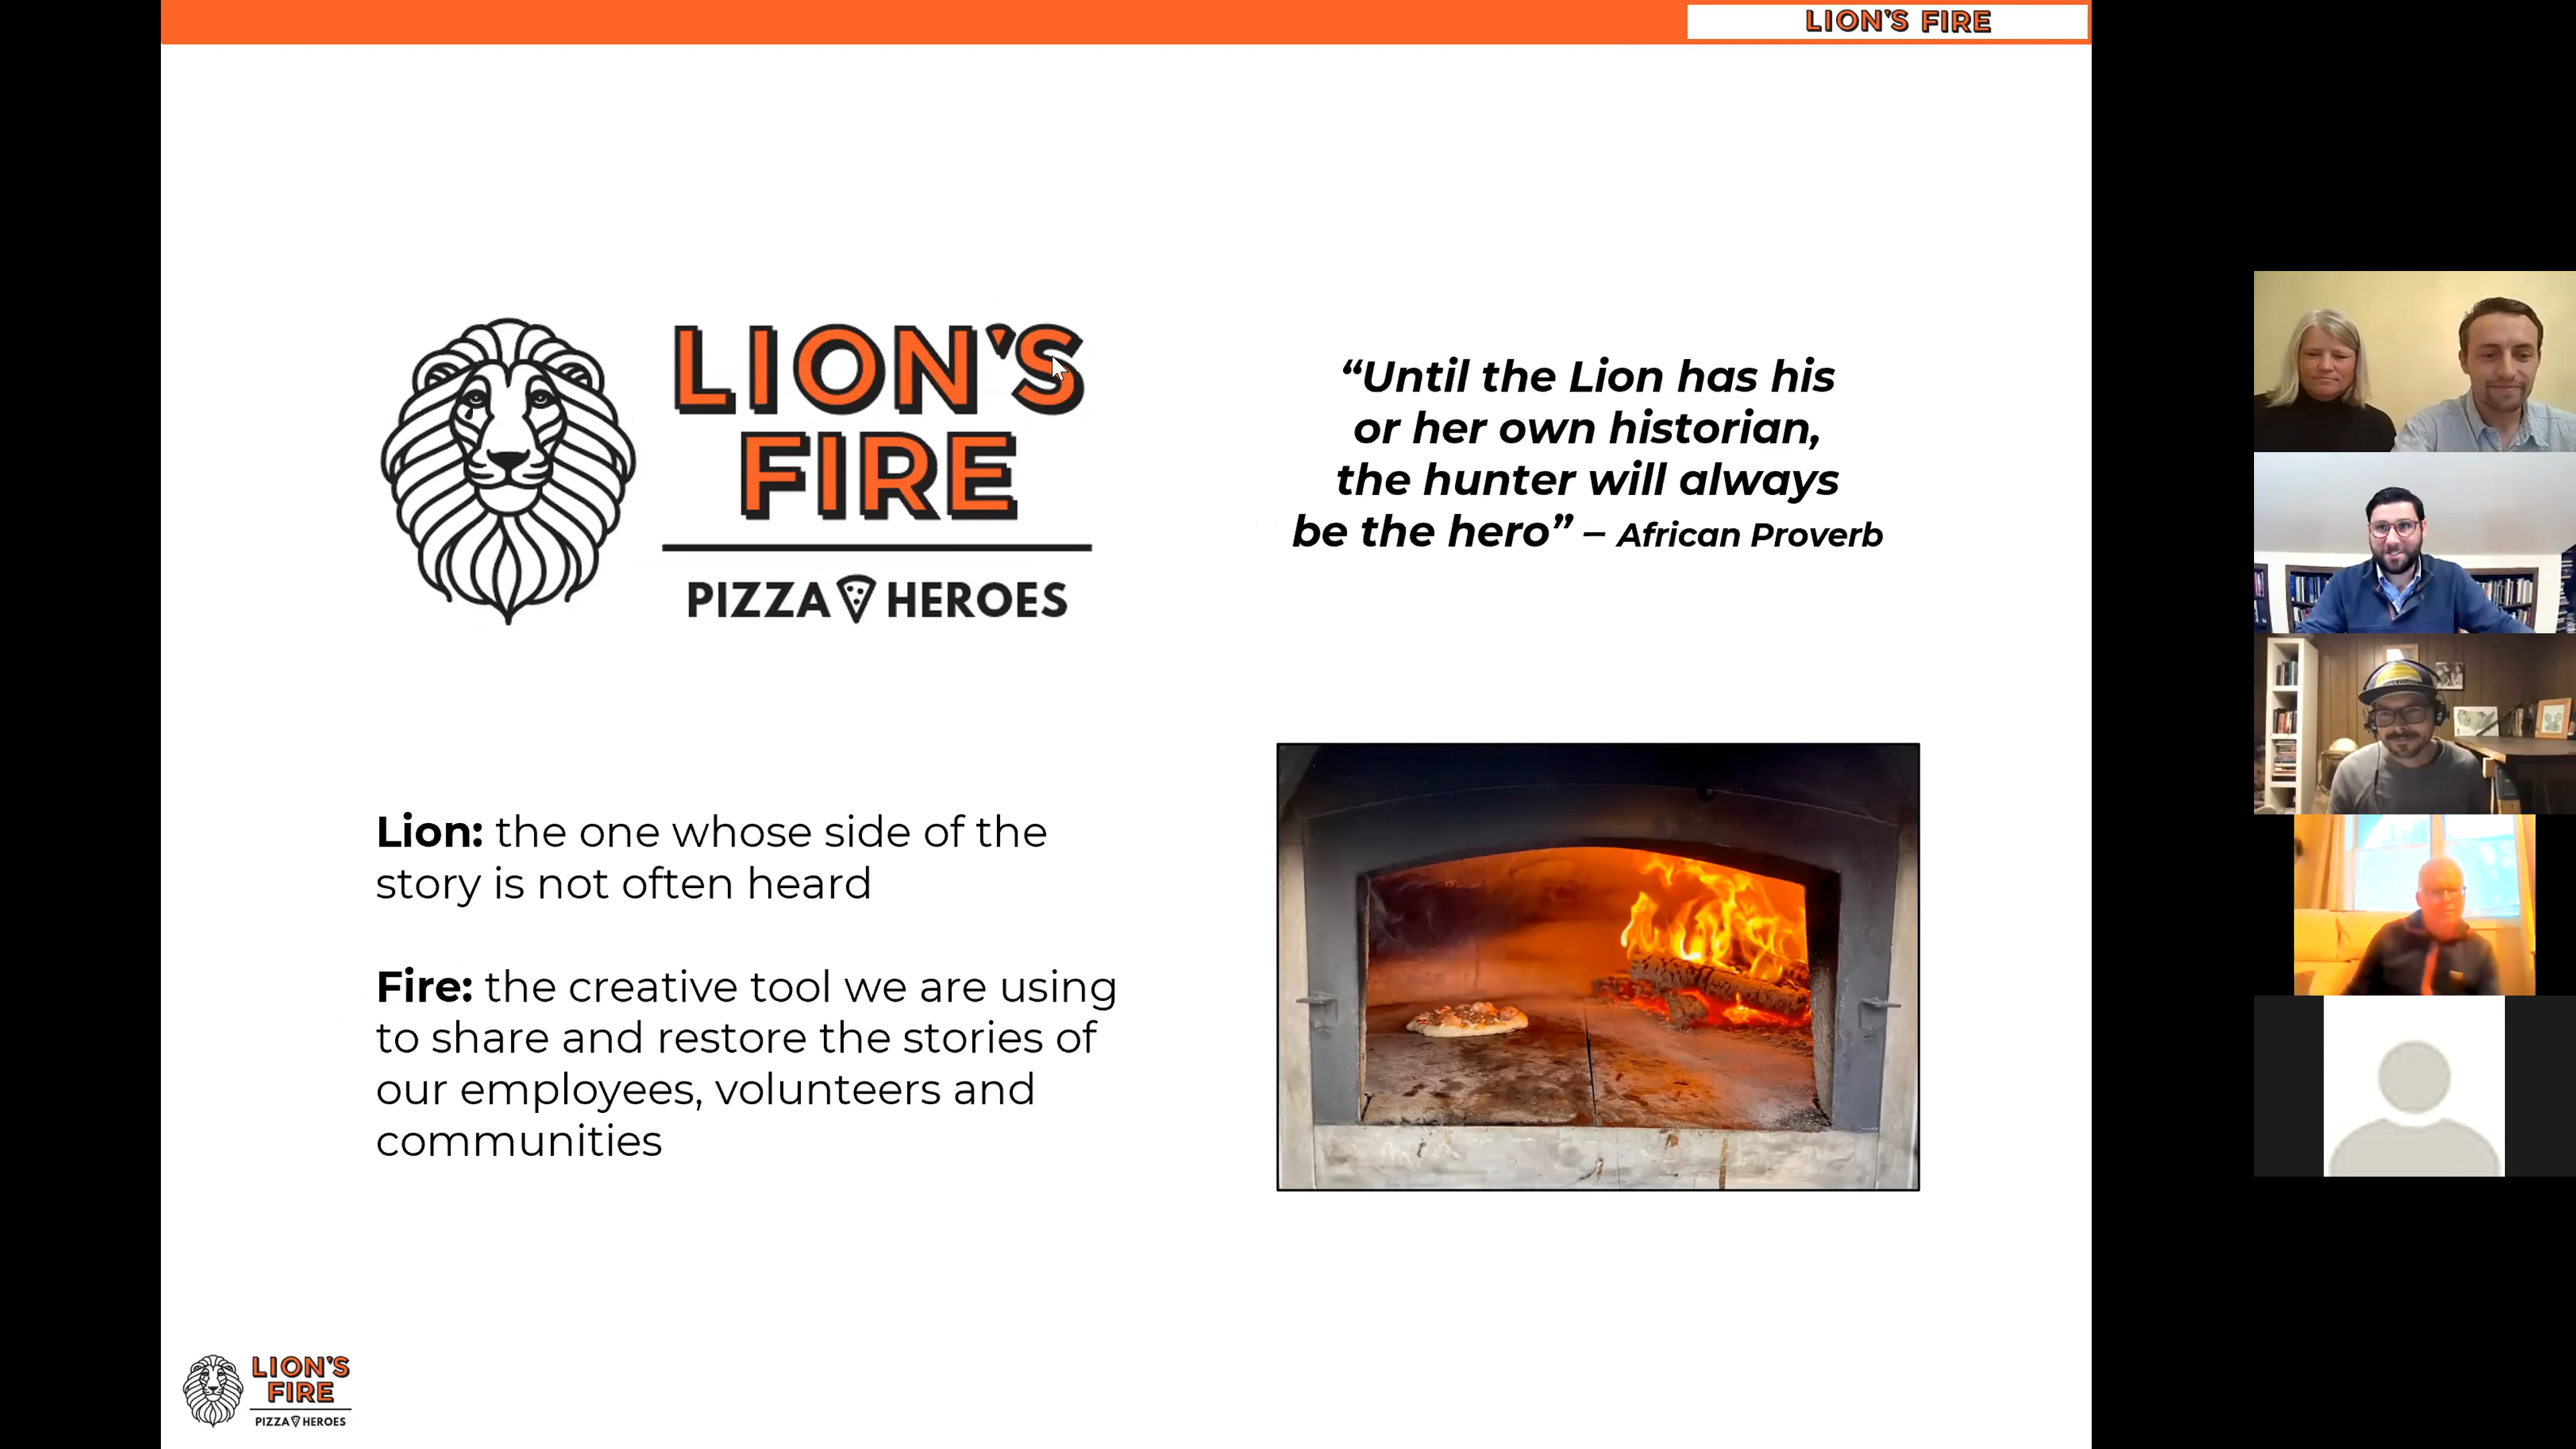 LION'S FIRE
LION'S
FIRE
PIZZA HEROES
“Until the Lion has his
or her own historian,
the hunter will always
be the hero” – African Proverb
Lion: the one whose side of the
story is not often heard
Fire: the creative tool we are using
to share and restore the stories of
our employees, volunteers and
communities
LION'S
FIRE
PIZZA HEROES